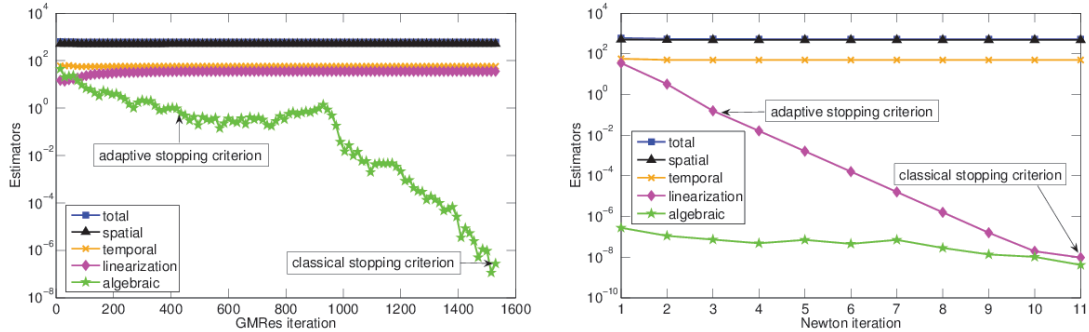 10^4
10^2
10^0
10^-2
10^-4
10^-6
10^-8
Estimators
adaptive stopping criterion
total
spatial
temporal
linearization
algebraic
classical stopping criterion
0 200 400 600 800 1000 1200 1400 1600
GMRes iteration
10^4
10^2
10^0
10^-2
10^-4
10^-6
10^-8
10^-10
Estimators
adaptive stopping criterion
total
spatial
temporal
linearization
algebraic
classical stopping criterion
1 2 3 4 5 6 7 8 9 10 11
Newton iteration